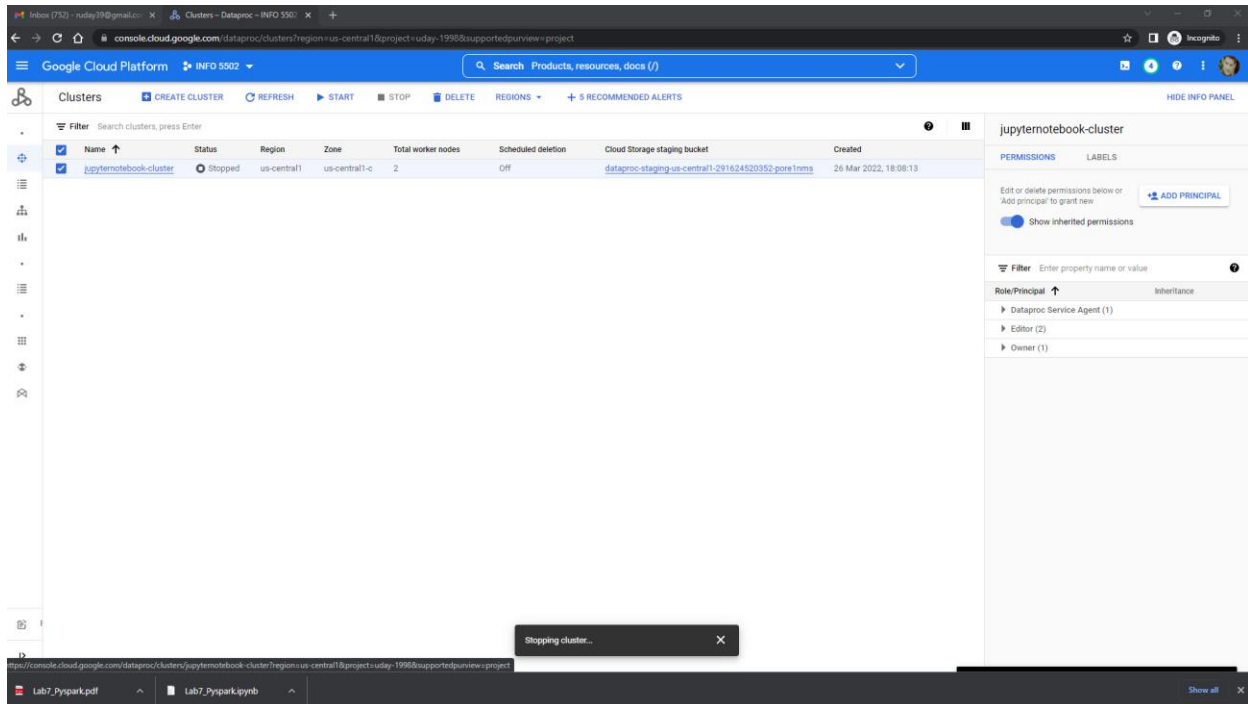 Inbox (752) - ruday39@gmail.co
Clusters – Dataproc – INFO 550
console.cloud.google.com/dataproc/clusters?region=us-central1&project=uday-1998&supportedpurview=project
Incognito
Google Cloud Platform INFO 5502 Search Products, resources, docs (/) 4
Clusters CREATE CLUSTER REFRESH START STOP DELETE REGIONS + 5 RECOMMENDED ALERTS HIDE INFO PANEL
Filter Search clusters, press Enter
Name Status Region Zone Total worker nodes Scheduled deletion Cloud Storage staging bucket Created
jupyternotebook-cluster Stopped us-central1 us-central1-c 2 Off dataproc-staging-us-central1-291624520352-pore1nms 26 Mar 2022, 18:08:13
jupyternotebook-cluster
PERMISSIONS LABELS
Edit or delete permissions below or
'Add principal' to grant new
ADD PRINCIPAL
Show inherited permissions
Filter Enter property name or value
Role/Principal Inheritance
Dataproc Service Agent (1)
Editor (2)
Owner (1)
Stopping cluster...
https://console.cloud.google.com/dataproc/clusters/jupyternotebook-cluster?region=us-central1&project=uday-1998&supportedpurview=project
Lab7_Pyspark.pdf Lab7_Pyspark.ipynb Show all